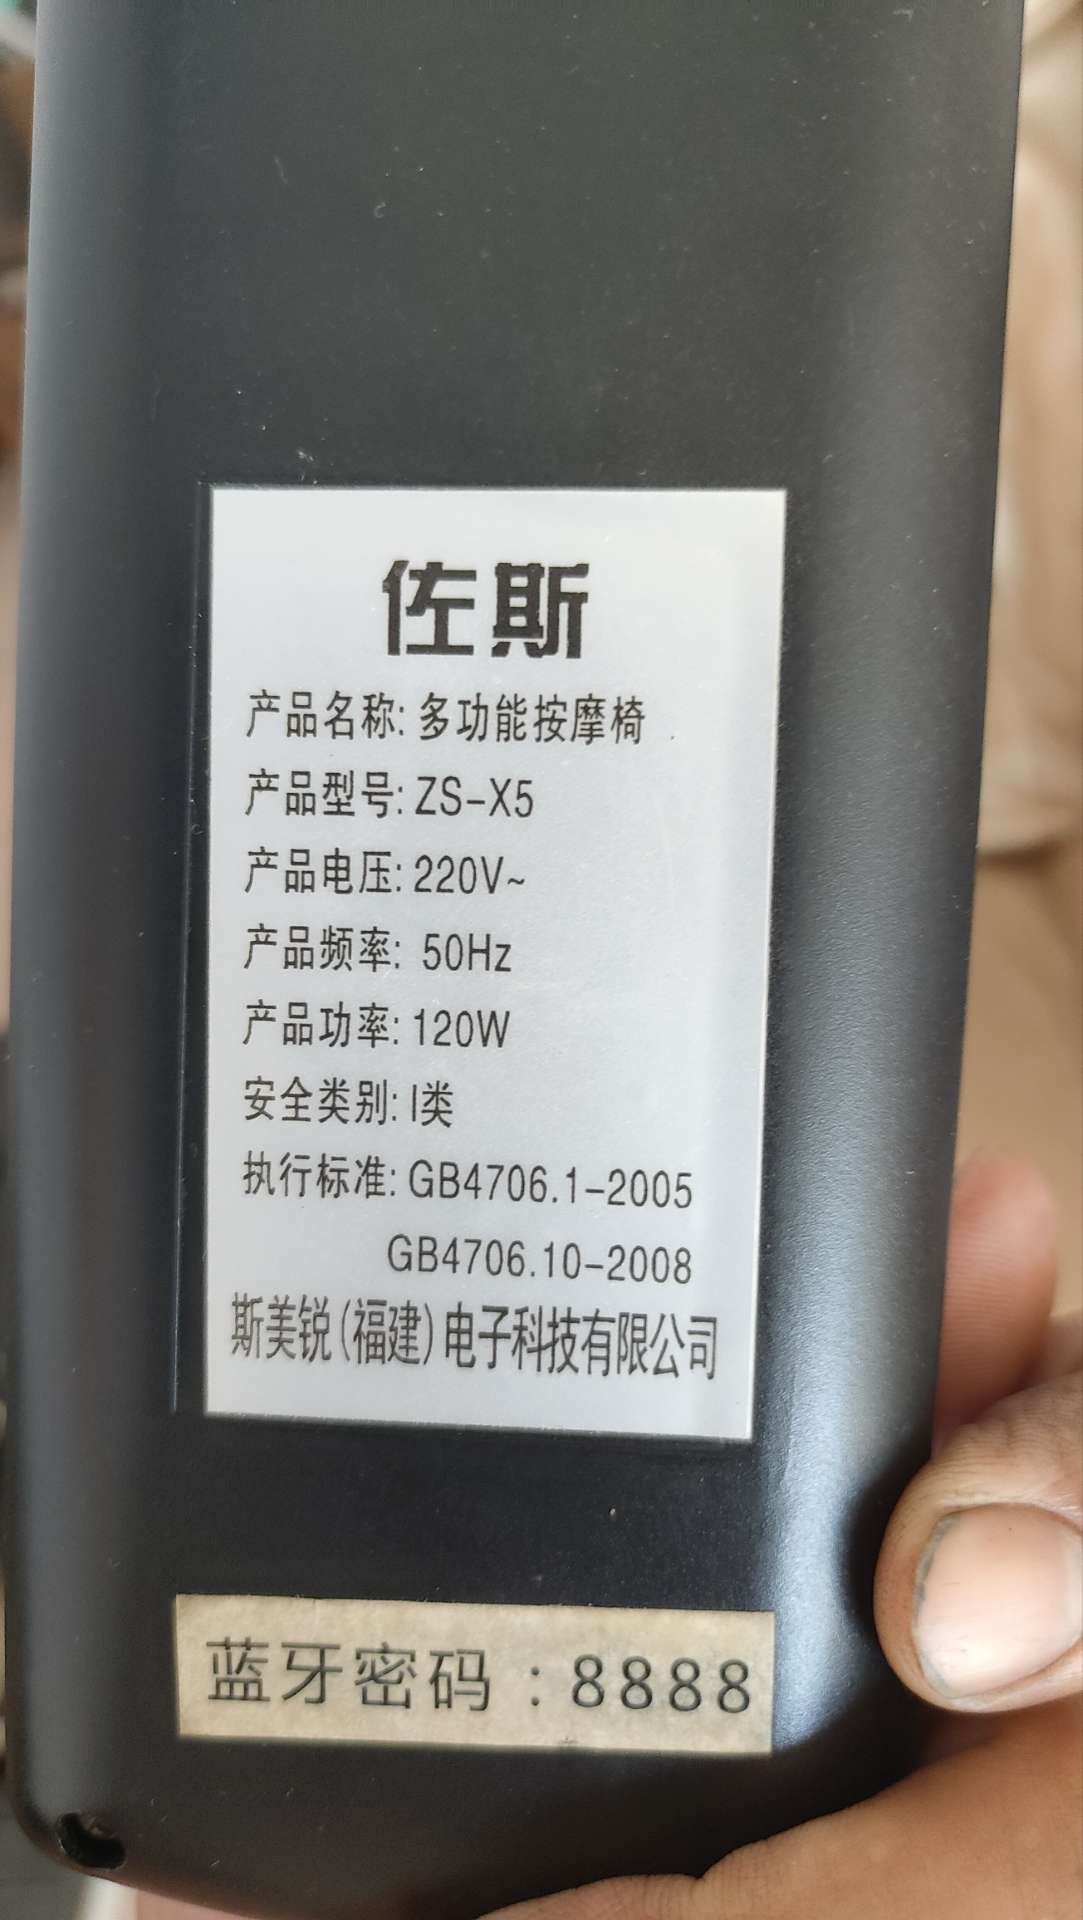 佐斯
产品名称: 多功能按摩椅
产品型号: ZS-X5
产品电压: 220V~
产品频率: 50Hz
产品功率: 120W
安全类别: I类
执行标准: GB4706.1-2005
GB4706.10-2008
斯美锐(福建)电子科技有限公司
蓝牙密码：8888